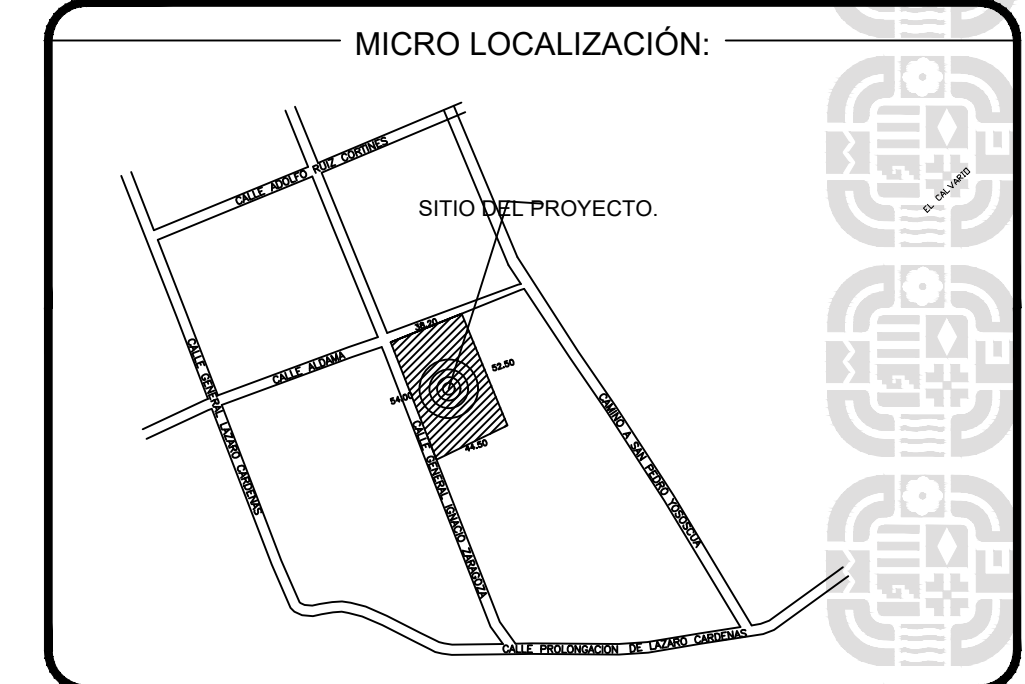 MICRO LOCALIZACIÓN:
CALLE ADOLFO RUIZ CORTINES
EL CALVARIO
SITIO DEL PROYECTO.
38.20
CALLE ALDAMA
52.50
54.00
44.50
CALLE GENERAL LAZARO CARDENAS
CALLE GENERAL IGNACIO ZARAGOZA
CAMINO A SAN PEDRO YOSOSCUA
CALLE PROLONGACION DE LAZARO CARDENAS